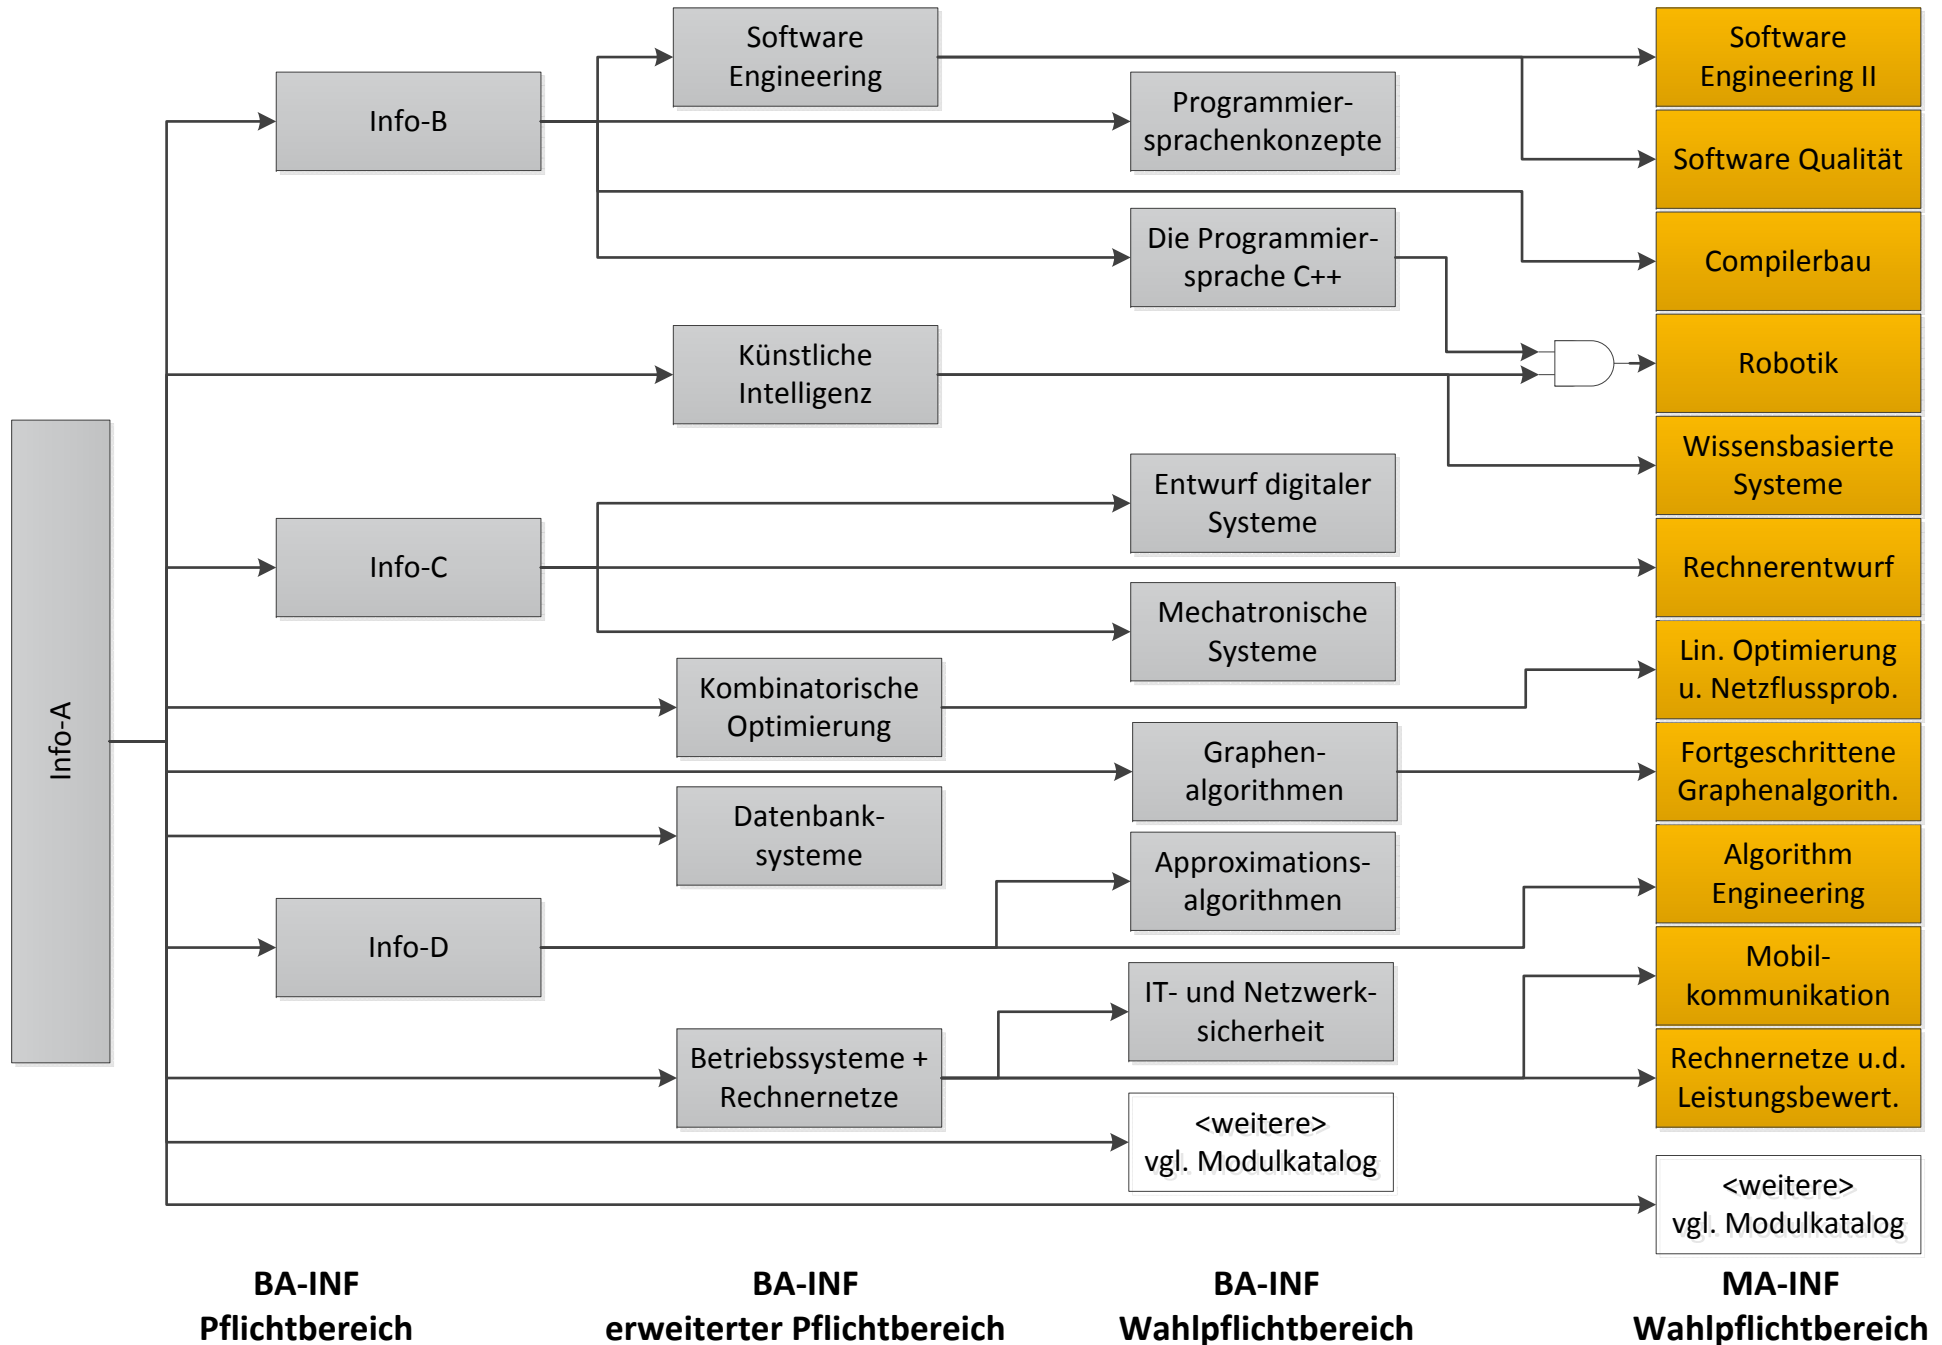 Info-A
Info-B
Info-C
Info-D
Software
Engineering
Künstliche
Intelligenz
Kombinatorische
Optimierung
Datenbank-
systeme
Betriebssysteme +
Rechnernetze
Programmier-
sprachenkonzepte
Die Programmier-
sprache C++
Entwurf digitaler
Systeme
Mechatronische
Systeme
Graphen-
algorithmen
Approximations-
algorithmen
IT- und Netzwerk-
sicherheit
<weitere>
vgl. Modulkatalog
Software
Engineering II
Software Qualität
Compilerbau
Robotik
Wissensbasierte
Systeme
Rechnerentwurf
Lin. Optimierung
u. Netzflussprob.
Fortgeschrittene
Graphenalgorith.
Algorithm
Engineering
Mobil-
kommunikation
Rechnernetze u.d.
Leistungsbewert.
<weitere>
vgl. Modulkatalog
BA-INF
Pflichtbereich
BA-INF
erweiterter Pflichtbereich
BA-INF
Wahlpflichtbereich
MA-INF
Wahlpflichtbereich